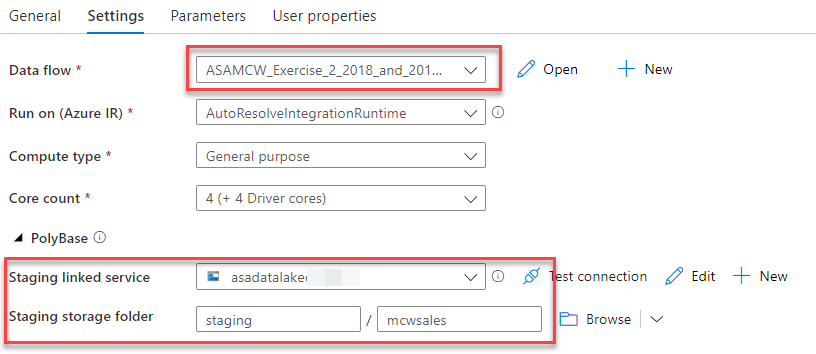 General Settings Parameters User properties
Data flow * ASAMCW_Exercise_2_2018_and_201... Open + New
Run on (Azure IR) * AutoResolveIntegrationRuntime
Compute type * General purpose
Core count * 4 (+ 4 Driver cores)
PolyBase
Staging linked service asadatalake Test connection Edit + New
Staging storage folder staging / mcwsales Browse